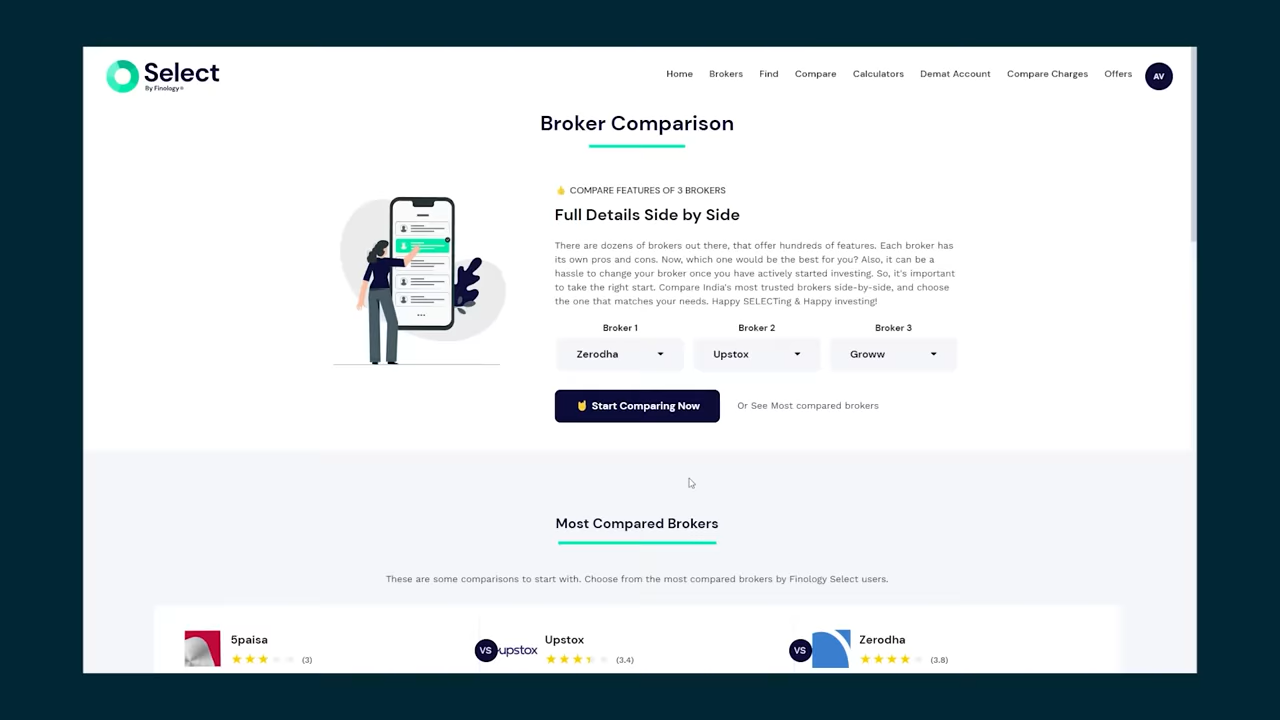 Select
By Finology
Home Brokers Find Compare Calculators Demat Account Compare Charges Offers AV
Broker Comparison
COMPARE FEATURES OF 3 BROKERS
Full Details Side by Side
There are dozens of brokers out there, that offer hundreds of features. Each broker has
its own pros and cons. Now, which one would be the best for you? Also, it can be a
hassle to change your broker once you have actively started investing. So, it's important
to take the right start. Compare India's most trusted brokers side-by-side, and choose
the one that matches your needs. Happy SELECTing & Happy investing!
Broker 1 Broker 2 Broker 3
Zerodha Upstox Groww
Start Comparing Now Or See Most compared brokers
Most Compared Brokers
These are some comparisons to start with. Choose from the most compared brokers by Finology Select users.
5paisa Upstox Zerodha
VS upstox VS
(3) (3.4) (3.8)